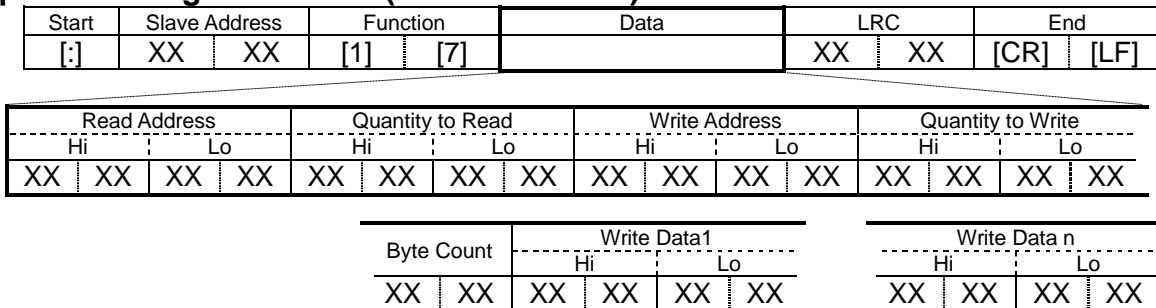 Start Slave Address Function Data LRC End
[:] XX XX [1] [7] XX XX [CR] [LF]
Read Address Quantity to Read Write Address Quantity to Write
Hi Lo Hi Lo Hi Lo Hi Lo
XX XX XX XX XX XX XX XX XX XX XX XX XX XX XX XX
Byte Count Write Data1 Write Data n
Hi Lo Hi Lo
XX XX XX XX XX XX XX XX XX XX